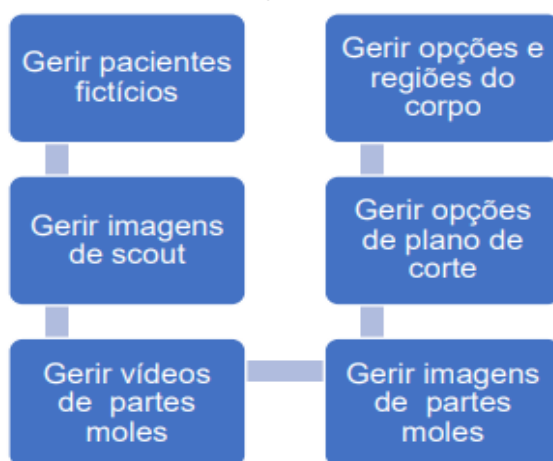 Gerir pacientes
fictícios
Gerir imagens
de scout
Gerir vídeos
de partes
moles
Gerir imagens
de partes
moles
Gerir opções
de plano de
corte
Gerir opções e
regiões do
corpo